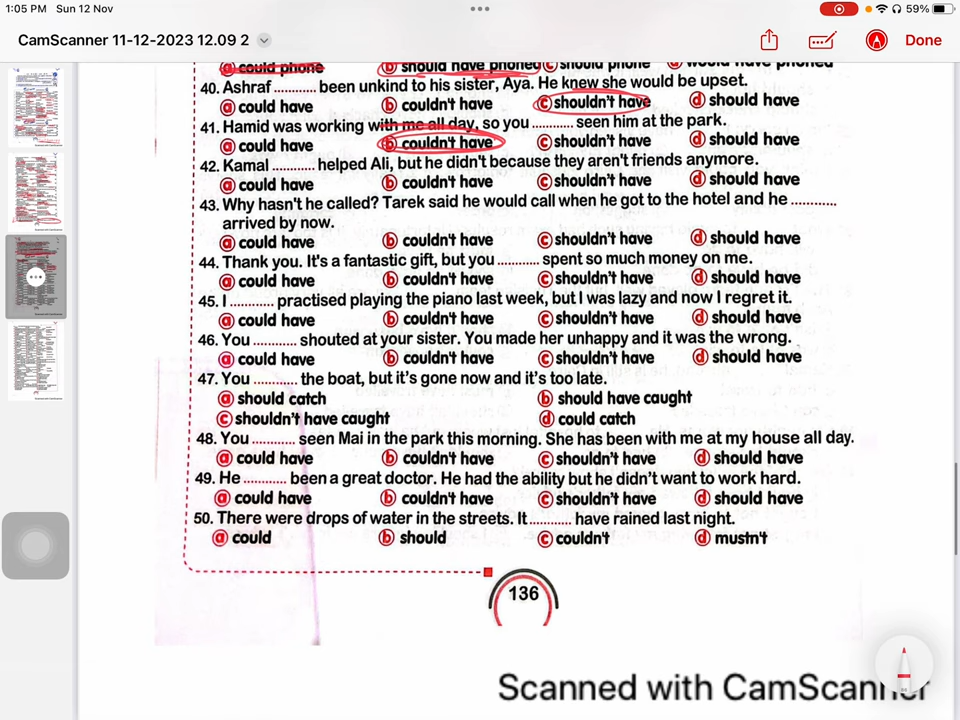 1:05 PM Sun 12 Nov
59%
CamScanner 11-12-2023 12.09 2
Done
a could phone b should have phoned c should phone d would have phoned
40. Ashraf ............ been unkind to his sister, Aya. He knew she would be upset.
a could have b couldn't have c shouldn't have d should have
41. Hamid was working with me all day, so you ............ seen him at the park.
a could have b couldn't have c shouldn't have d should have
42. Kamal ............ helped Ali, but he didn't because they aren't friends anymore.
a could have b couldn't have c shouldn't have d should have
43. Why hasn't he called? Tarek said he would call when he got to the hotel and he ............
arrived by now.
a could have b couldn't have c shouldn't have d should have
44. Thank you. It's a fantastic gift, but you ............ spent so much money on me.
a could have b couldn't have c shouldn't have d should have
45. I ............ practised playing the piano last week, but I was lazy and now I regret it.
a could have b couldn't have c shouldn't have d should have
46. You ............ shouted at your sister. You made her unhappy and it was the wrong.
a could have b couldn't have c shouldn't have d should have
47. You ............ the boat, but it's gone now and it's too late.
a should catch b should have caught
c shouldn't have caught d could catch
48. You ............ seen Mai in the park this morning. She has been with me at my house all day.
a could have b couldn't have c shouldn't have d should have
49. He ............ been a great doctor. He had the ability but he didn't want to work hard.
a could have b couldn't have c shouldn't have d should have
50. There were drops of water in the streets. It ............ have rained last night.
a could b should c couldn't d mustn't
136
Scanned with CamScanner